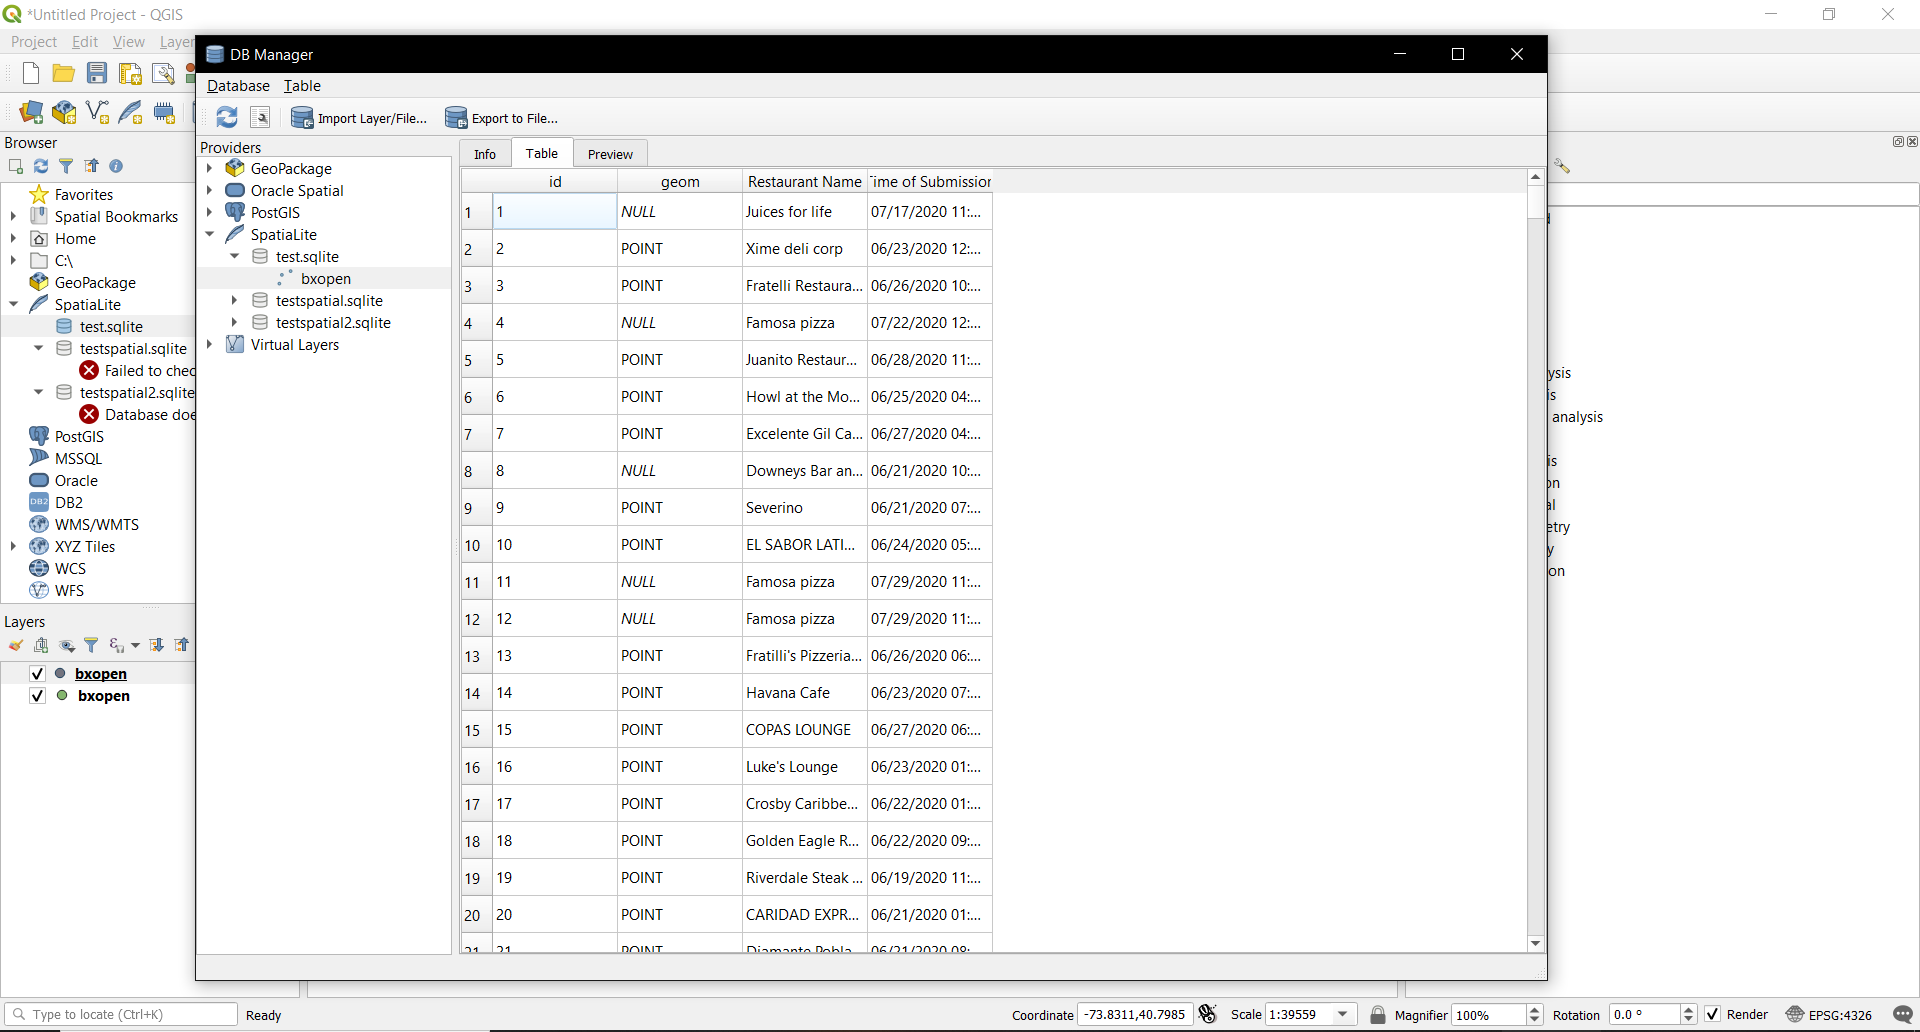 *Untitled Project - QGIS
Project Edit View Layer
DB Manager
Database Table
Import Layer/File... Export to File...
Browser
Favorites
Spatial Bookmarks
Home
C:\
GeoPackage
SpatiaLite
test.sqlite
testspatial.sqlite
Failed to chec
testspatial2.sqlite
Database doe
PostGIS
MSSQL
Oracle
DB2
WMS/WMTS
XYZ Tiles
WCS
WFS
Layers
bxopen
bxopen
Providers
GeoPackage
Oracle Spatial
PostGIS
SpatiaLite
test.sqlite
bxopen
testspatial.sqlite
testspatial2.sqlite
Virtual Layers
Info Table Preview
id geom Restaurant Name Time of Submission
1 1 NULL Juices for life 07/17/2020 11:...
2 2 POINT Xime deli corp 06/23/2020 12:...
3 3 POINT Fratelli Restaura... 06/26/2020 10:...
4 4 NULL Famosa pizza 07/22/2020 12:...
5 5 POINT Juanito Restaur... 06/28/2020 11:...
6 6 POINT Howl at the Mo... 06/25/2020 04:...
7 7 POINT Excelente Gil Ca... 06/27/2020 04:...
8 8 NULL Downeys Bar an... 06/21/2020 10:...
9 9 POINT Severino 06/21/2020 07:...
10 10 POINT EL SABOR LATI... 06/24/2020 05:...
11 11 NULL Famosa pizza 07/29/2020 11:...
12 12 NULL Famosa pizza 07/29/2020 11:...
13 13 POINT Fratilli's Pizzeria... 06/26/2020 06:...
14 14 POINT Havana Cafe 06/23/2020 07:...
15 15 POINT COPAS LOUNGE 06/27/2020 06:...
16 16 POINT Luke's Lounge 06/23/2020 01:...
17 17 POINT Crosby Caribbe... 06/22/2020 01:...
18 18 POINT Golden Eagle R... 06/22/2020 09:...
19 19 POINT Riverdale Steak ... 06/19/2020 11:...
20 20 POINT CARIDAD EXPR... 06/21/2020 01:...
21 21 POINT Diamante Pobla... 06/21/2020 08:...
ysis
is
analysis
is
on
al
etry
y
on
Type to locate (Ctrl+K) Ready Coordinate -73.8311,40.7985 Scale 1:39559 Magnifier 100% Rotation 0.0 ° Render EPSG:4326